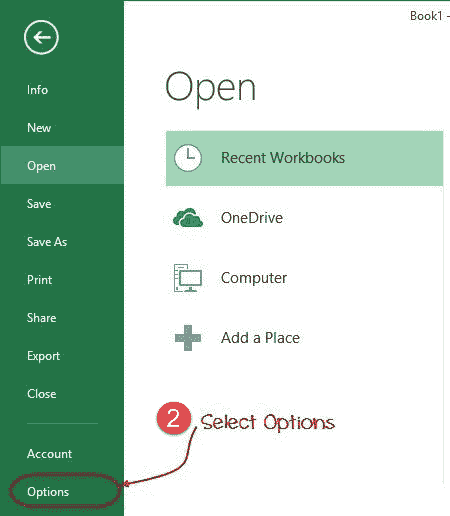 Book1 -
Info
New
Open
Save
Save As
Print
Share
Export
Close
Account
Options
Open
Recent Workbooks
OneDrive
Computer
Add a Place
2 Select Options